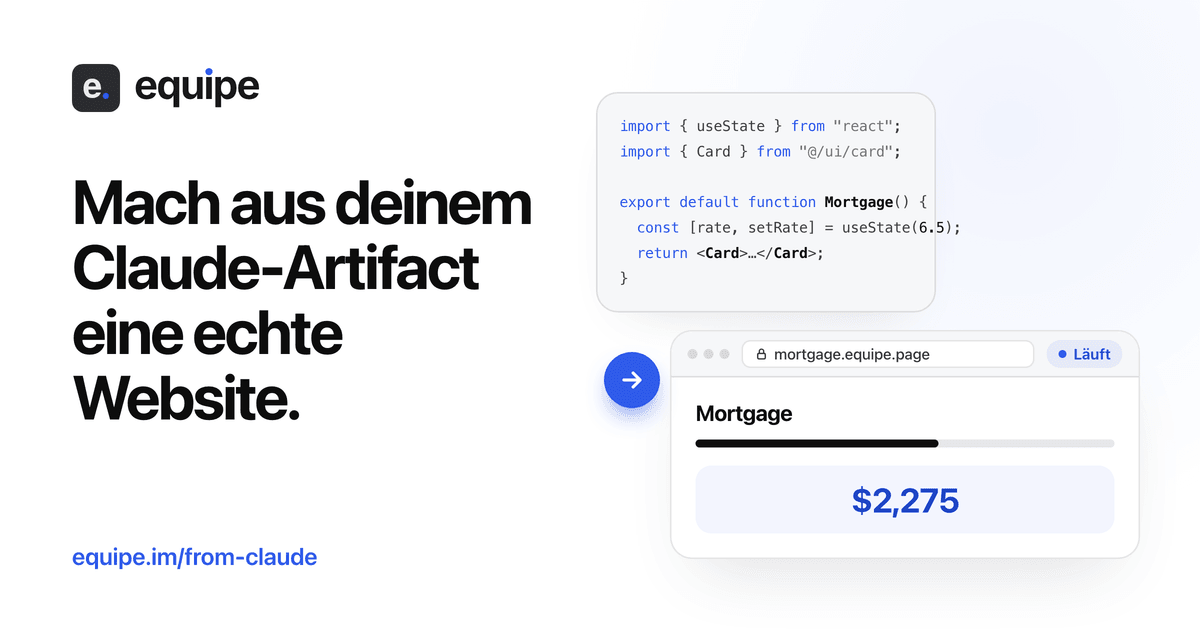 e.
equipe
Mach aus deinem
Claude-Artifact
eine echte
Website.
equipe.im/from-claude
import { useState } from "react";
import { Card } from "@/ui/card";
export default function Mortgage() {
const [rate, setRate] = useState(6.5);
return <Card>…</Card>;
}
mortgage.equipe.page
Läuft
Mortgage
$2,275